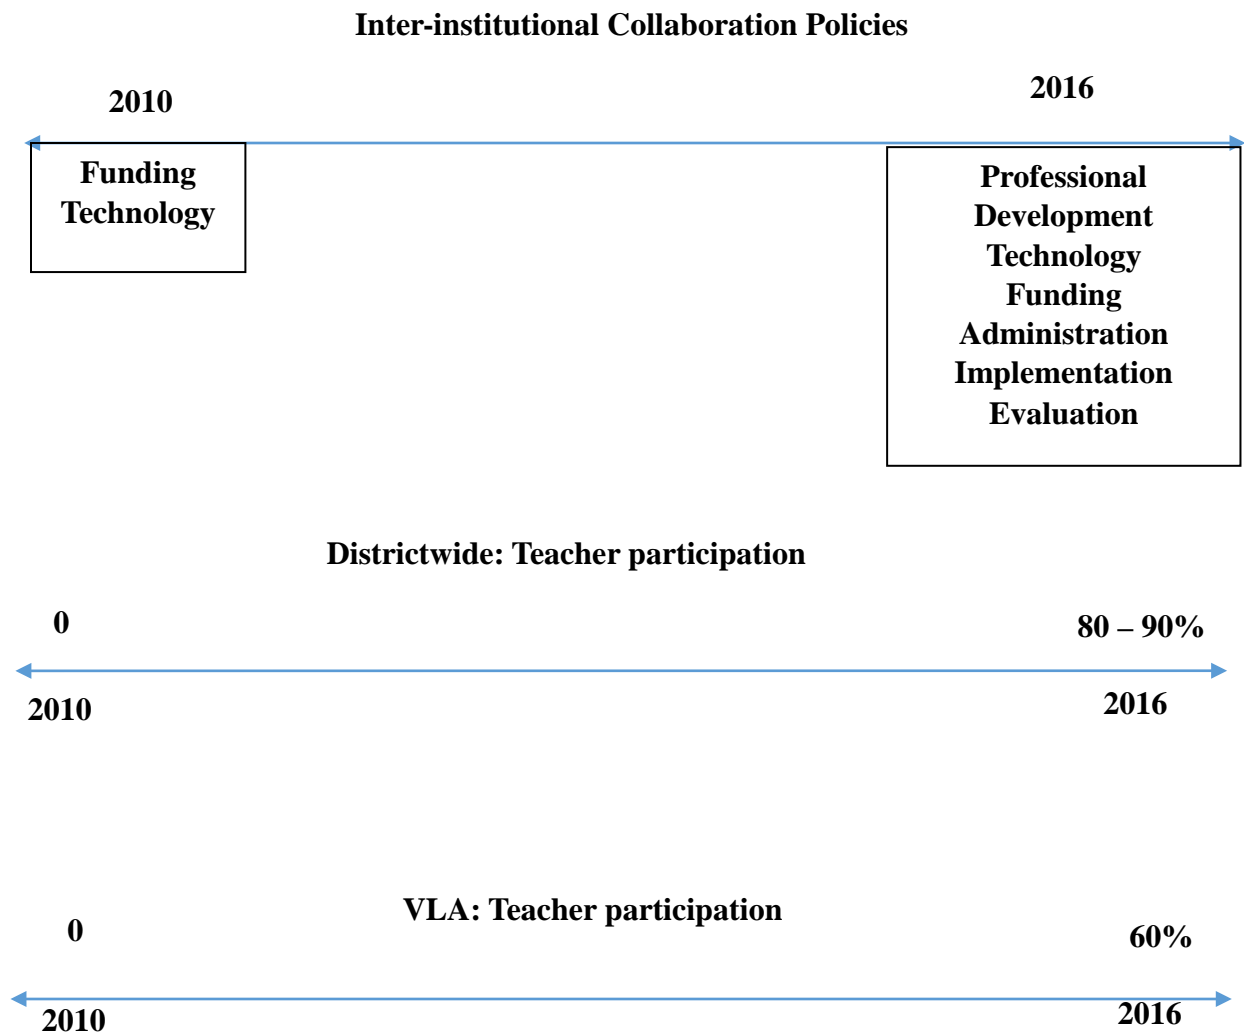 Inter-institutional Collaboration Policies
2010
2016
Funding
Technology
Professional
Development
Technology
Funding
Administration
Implementation
Evaluation
Districtwide: Teacher participation
0
80 – 90%
2010
2016
VLA: Teacher participation
0
60%
2010
2016